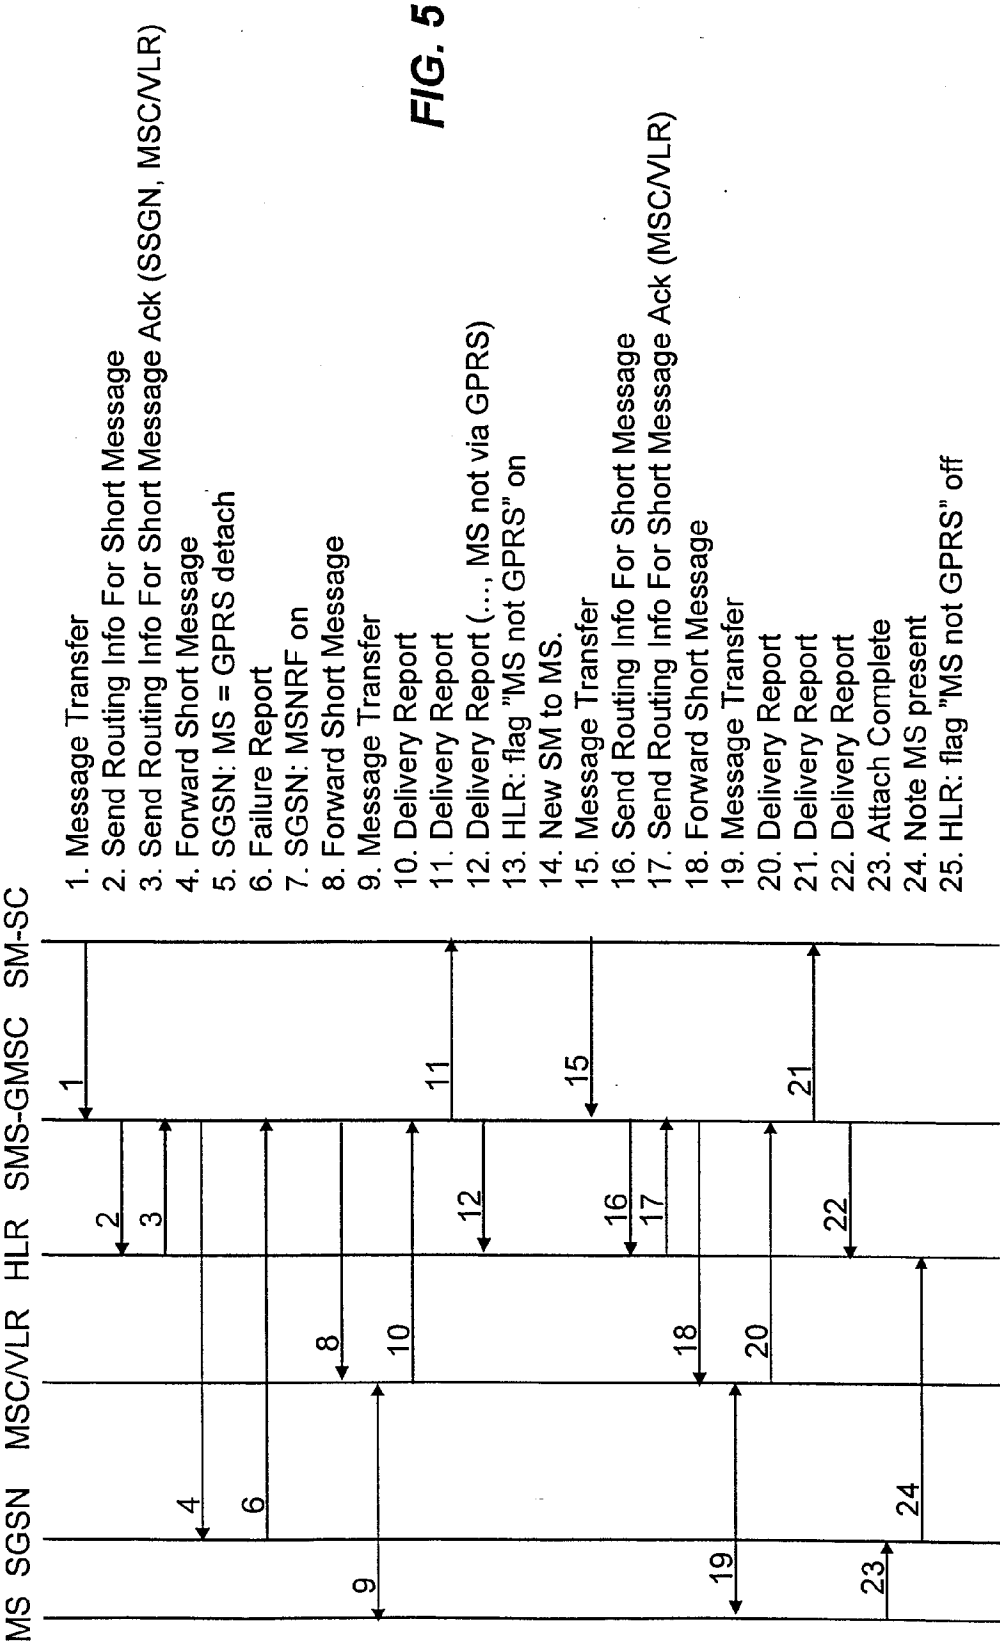 MS SGSN MSC/VLR HLR SMS-GMSC SM-SC
1
2
3
4
6
8
9
10
11
12
15
16
17
18
19
20
21
22
23
24
1. Message Transfer
2. Send Routing Info For Short Message
3. Send Routing Info For Short Message Ack (SSGN, MSC/VLR)
4. Forward Short Message
5. SGSN: MS = GPRS detach
6. Failure Report
7. SGSN: MSNRF on
8. Forward Short Message
9. Message Transfer
10. Delivery Report
11. Delivery Report
12. Delivery Report (..., MS not via GPRS)
13. HLR: flag "MS not GPRS" on
14. New SM to MS.
15. Message Transfer
16. Send Routing Info For Short Message
17. Send Routing Info For Short Message Ack (MSC/VLR)
18. Forward Short Message
19. Message Transfer
20. Delivery Report
21. Delivery Report
22. Delivery Report
23. Attach Complete
24. Note MS present
25. HLR: flag "MS not GPRS" off
FIG. 5